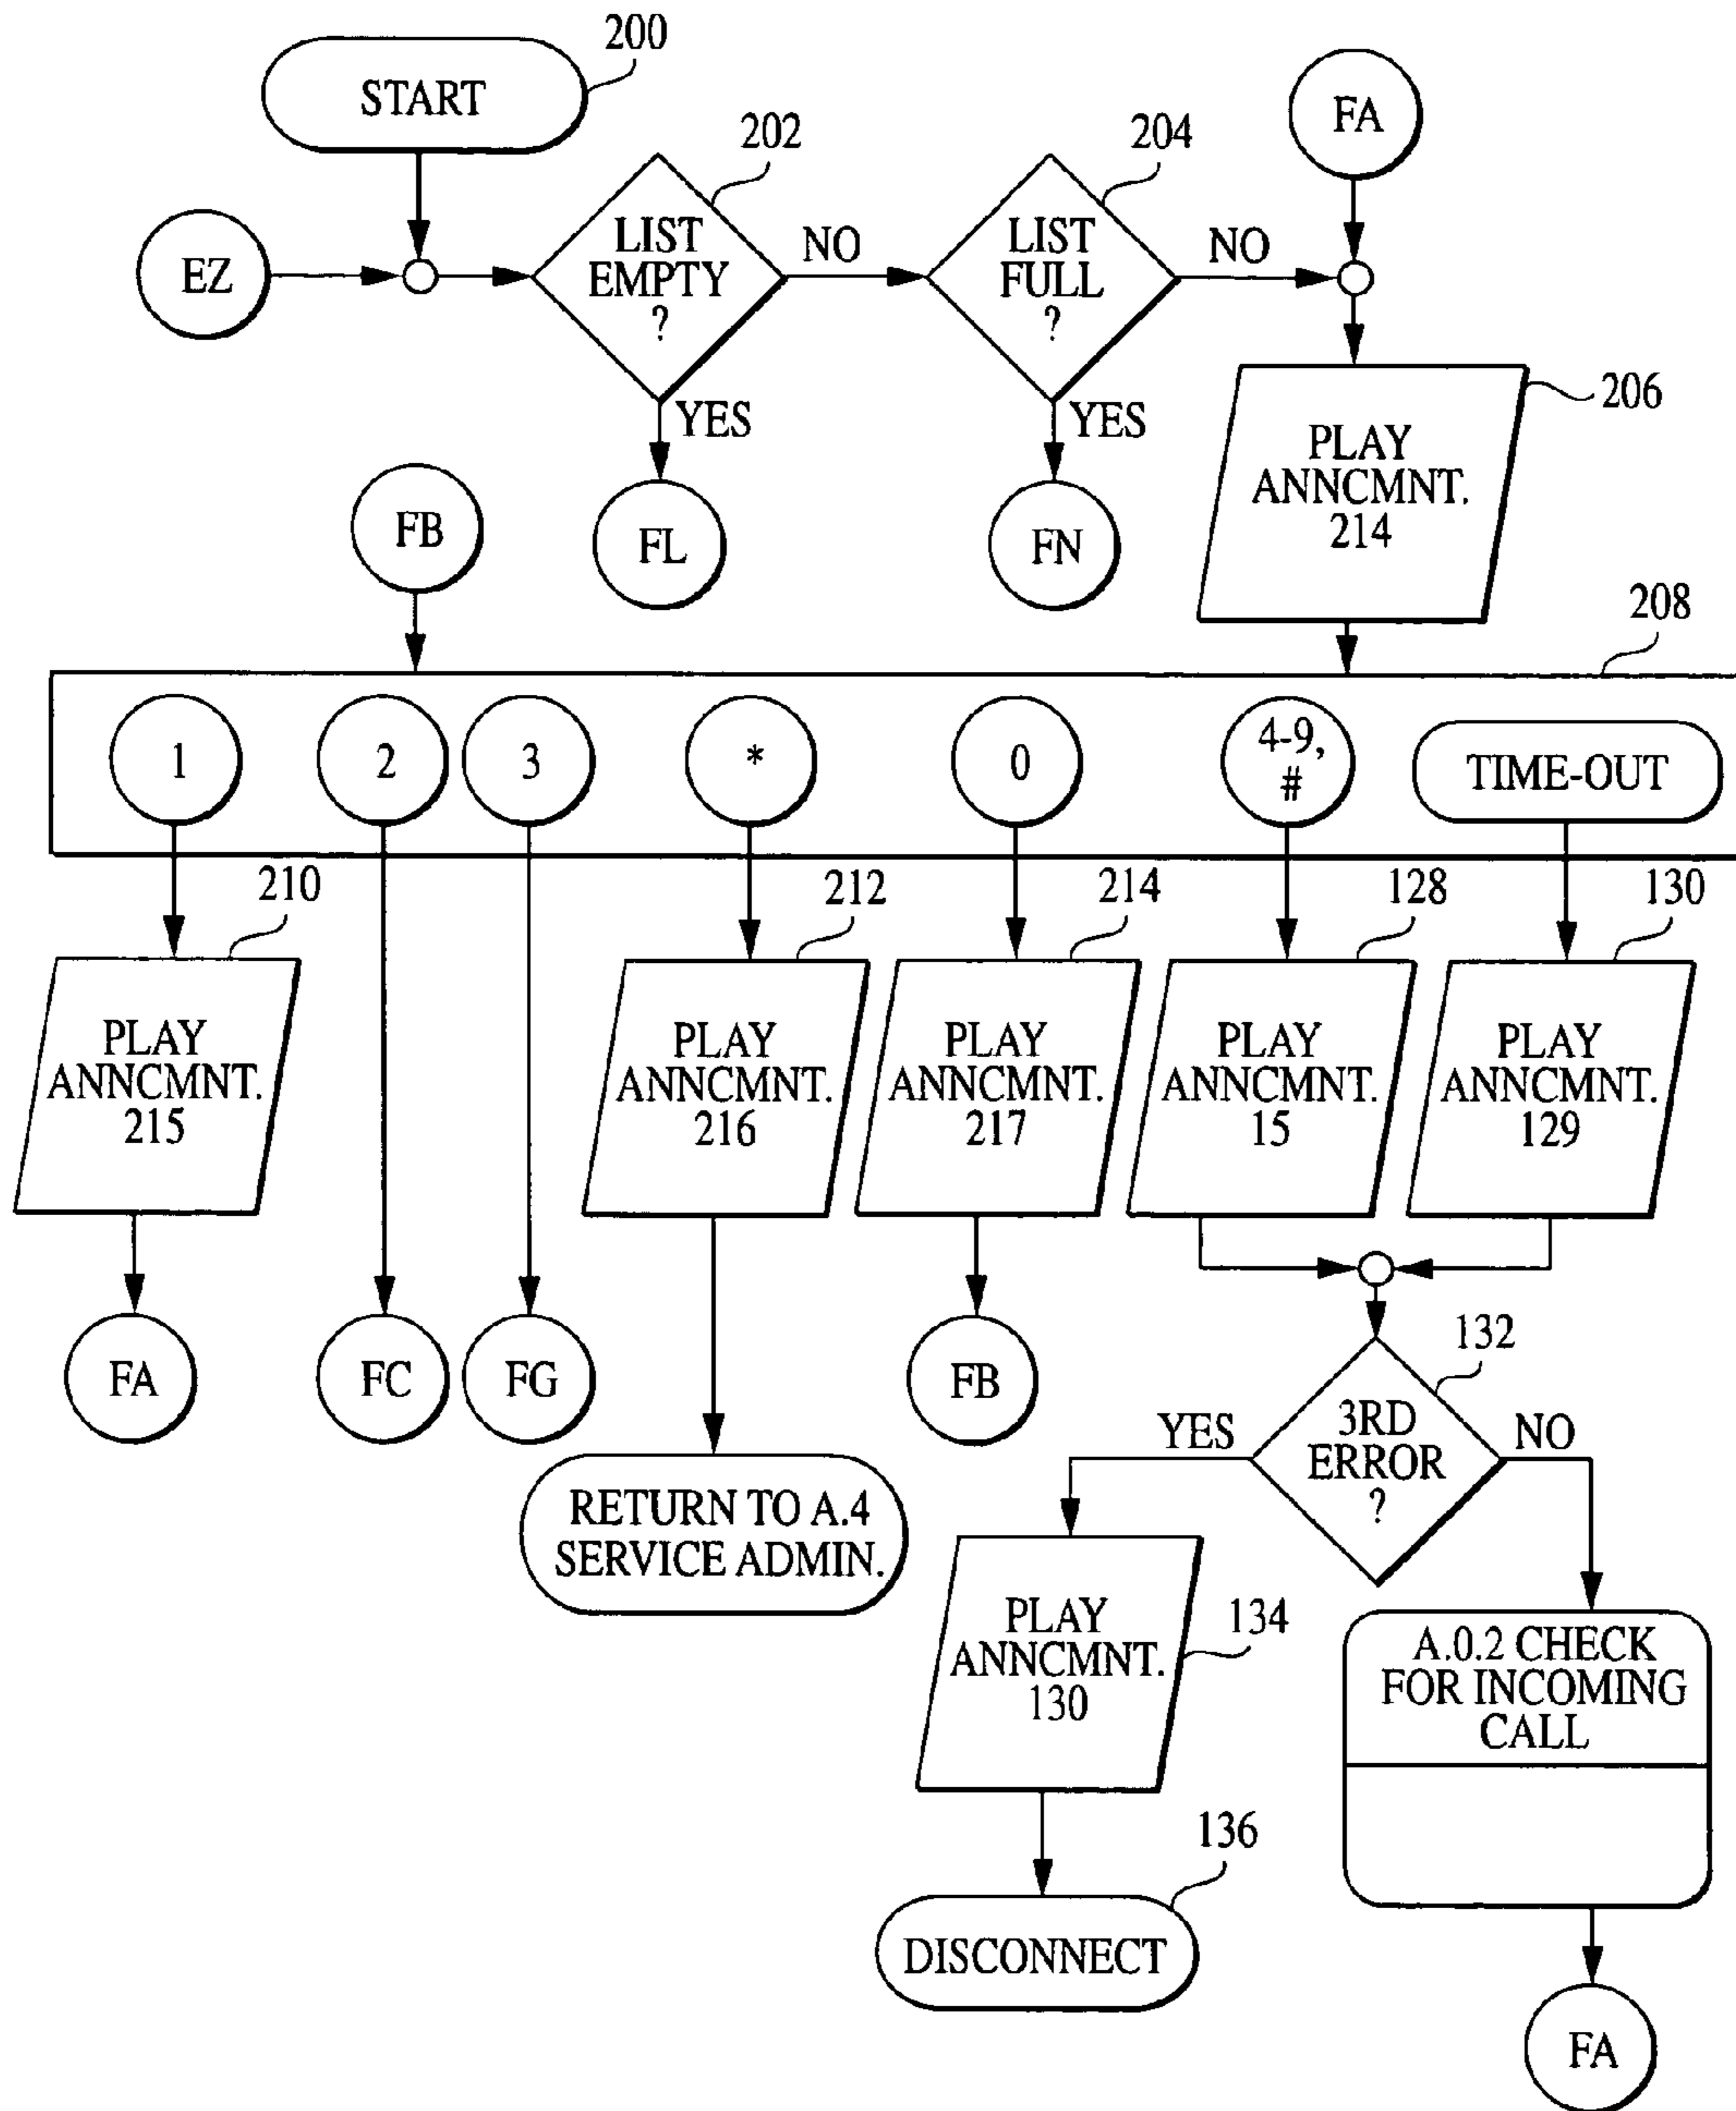 200
START
FA
202
204
EZ
LIST
EMPTY
?
NO
LIST
FULL
?
NO
YES
YES
206
PLAY
ANNCMNT.
214
FB
FL
FN
208
1
2
3
*
0
4-9,
#
TIME-OUT
210
212
214
128
130
PLAY
ANNCMNT.
215
PLAY
ANNCMNT.
216
PLAY
ANNCMNT.
217
PLAY
ANNCMNT.
15
PLAY
ANNCMNT.
129
FA
FC
FG
FB
132
YES
3RD
ERROR
?
NO
RETURN TO A.4
SERVICE ADMIN.
PLAY
ANNCMNT.
130
134
A.0.2 CHECK
FOR INCOMING
CALL
136
DISCONNECT
FA